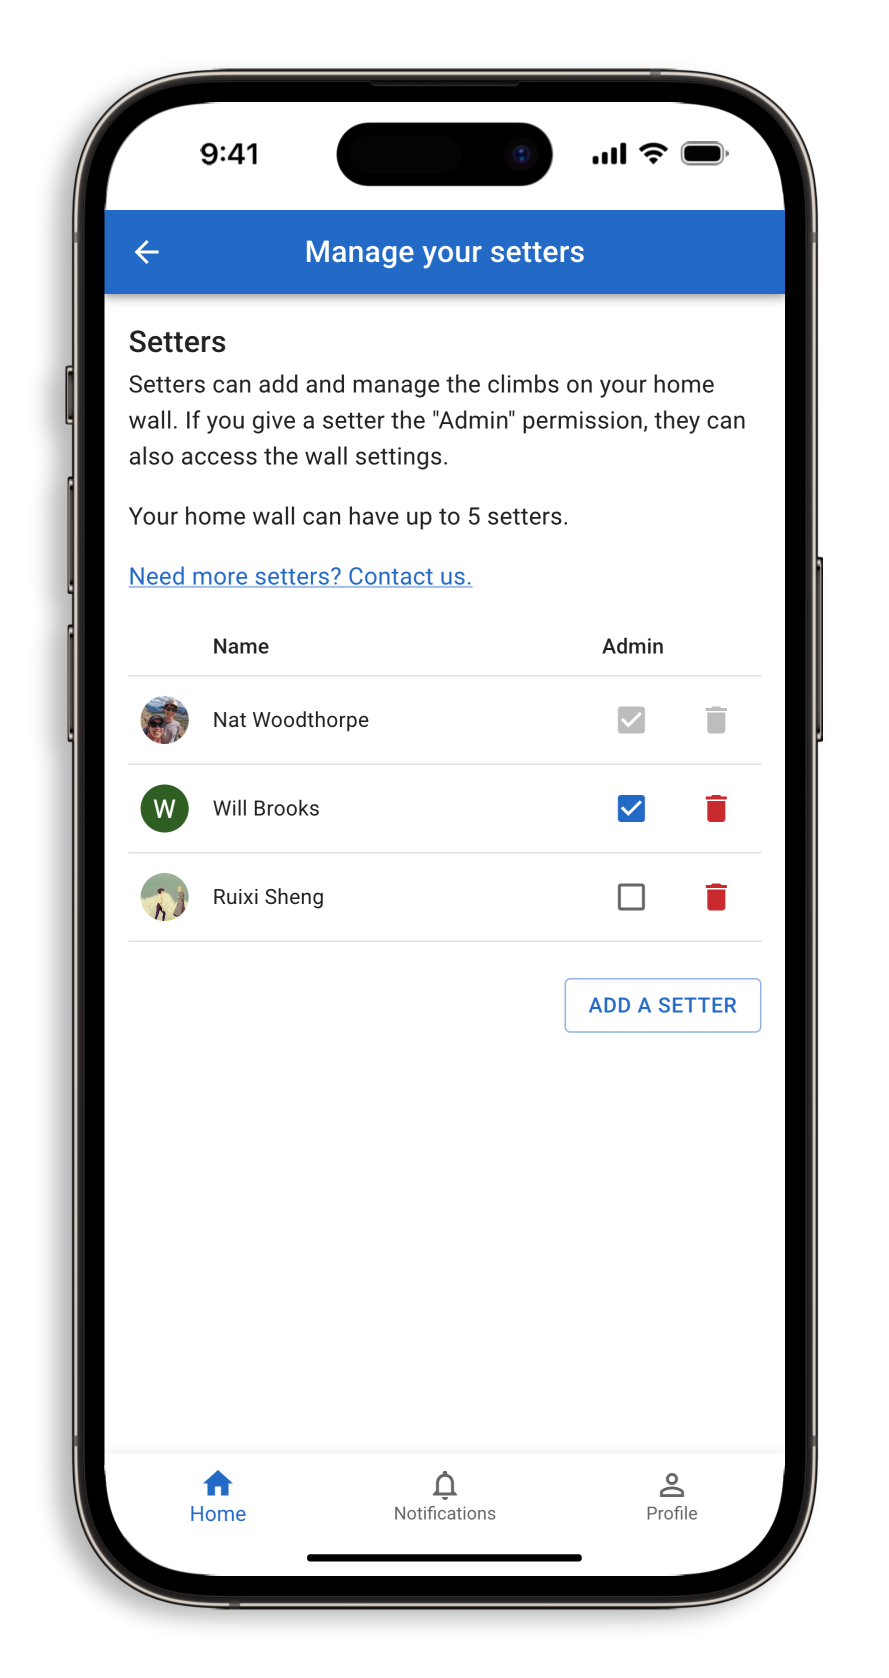 9:41
Manage your setters
Setters
Setters can add and manage the climbs on your home
wall. If you give a setter the "Admin" permission, they can
also access the wall settings.
Your home wall can have up to 5 setters.
Need more setters? Contact us.
Name Admin
Nat Woodthorpe
W Will Brooks
Ruixi Sheng
ADD A SETTER
Home Notifications Profile